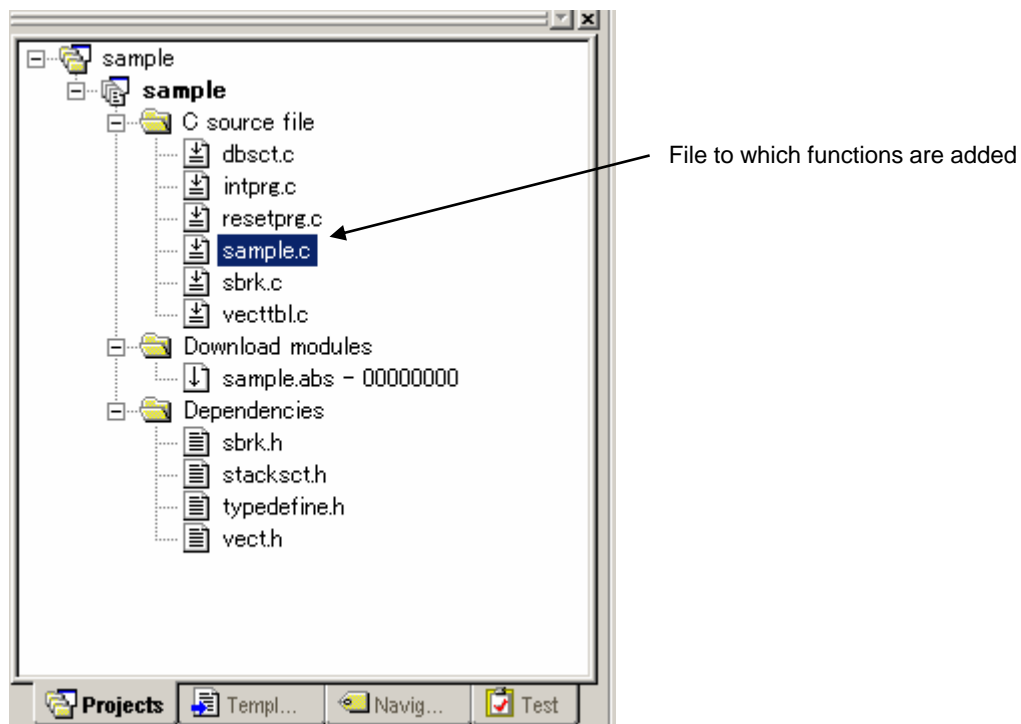 sample
sample
C source file
dbsct.c
File to which functions are added
intprg.c
resetprg.c
sample.c
sbrk.c
vecttbl.c
Download modules
sample.abs - 00000000
Dependencies
sbrk.h
stacksct.h
typedefine.h
vect.h
Projects Templ... Navig... Test